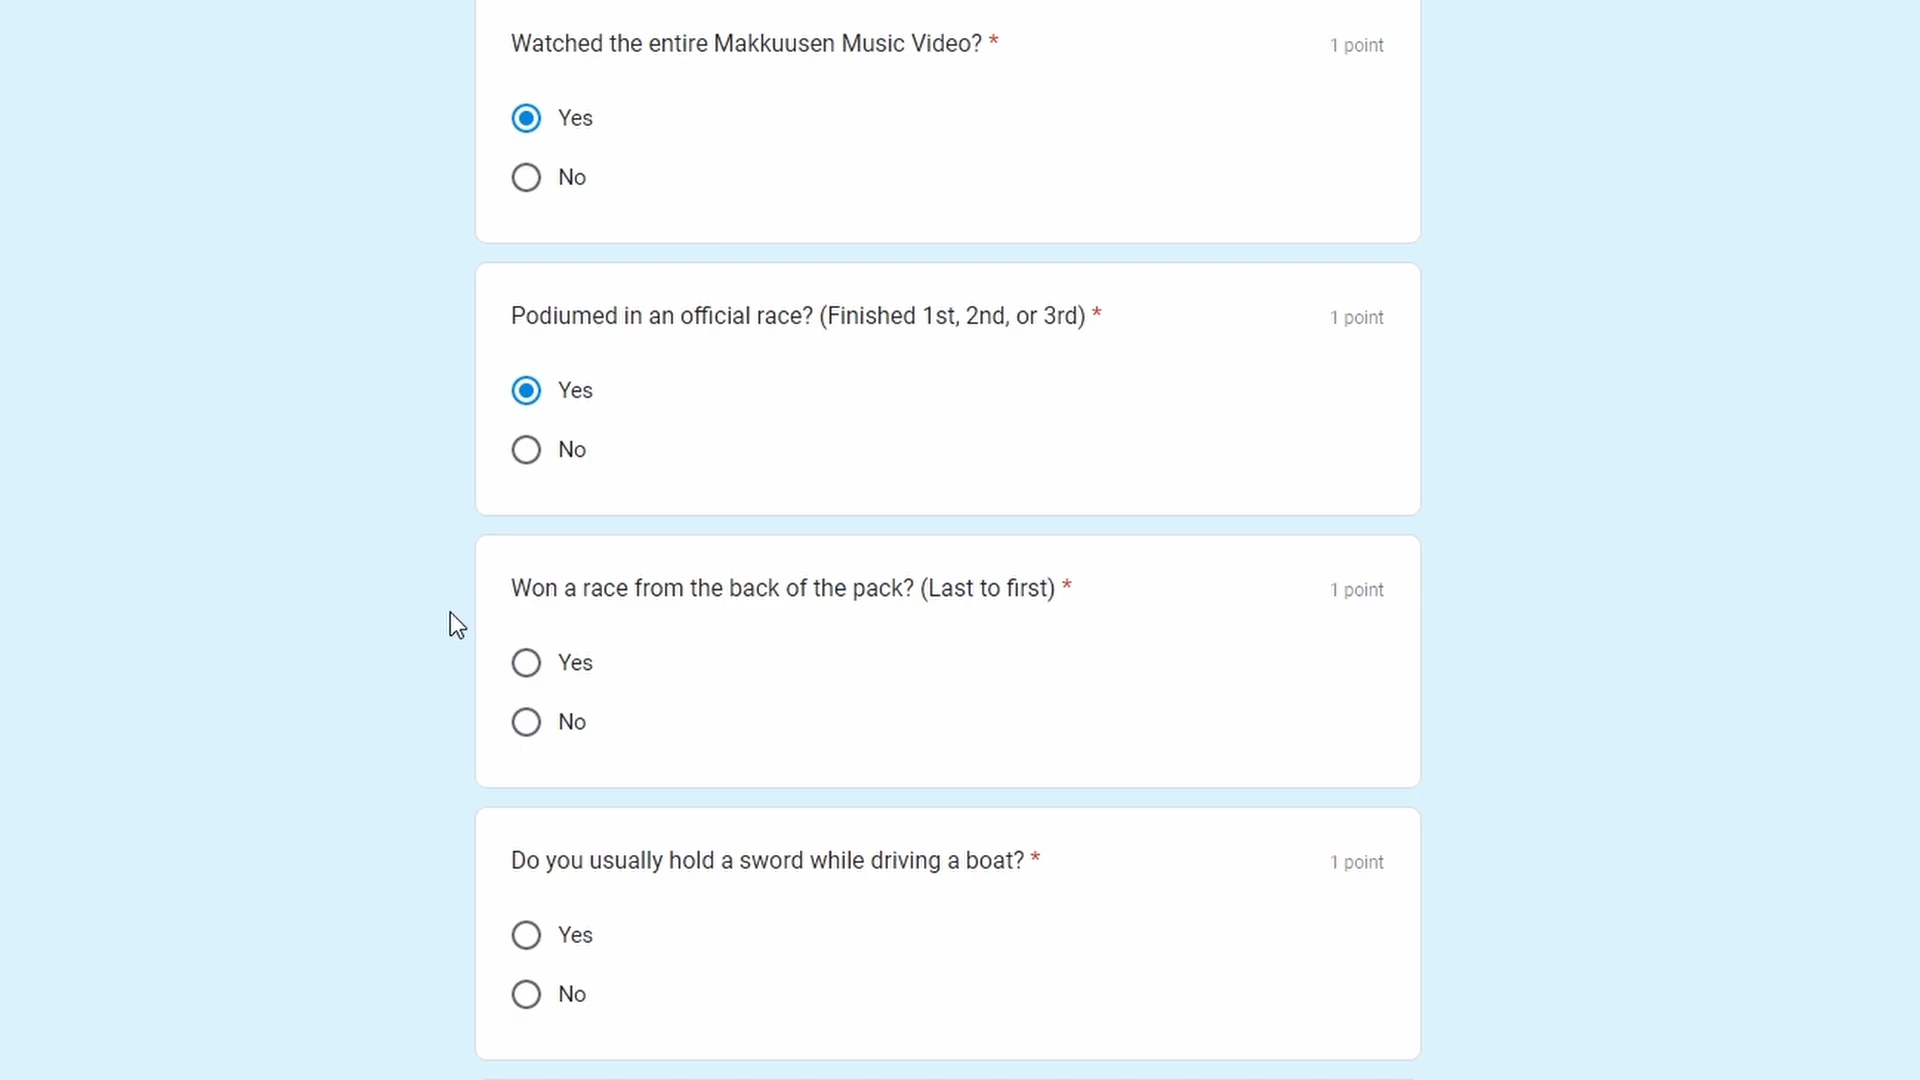 Watched the entire Makkuusen Music Video? * 1 point
Yes
No
Podiumed in an official race? (Finished 1st, 2nd, or 3rd) * 1 point
Yes
No
Won a race from the back of the pack? (Last to first) * 1 point
Yes
No
Do you usually hold a sword while driving a boat? * 1 point
Yes
No